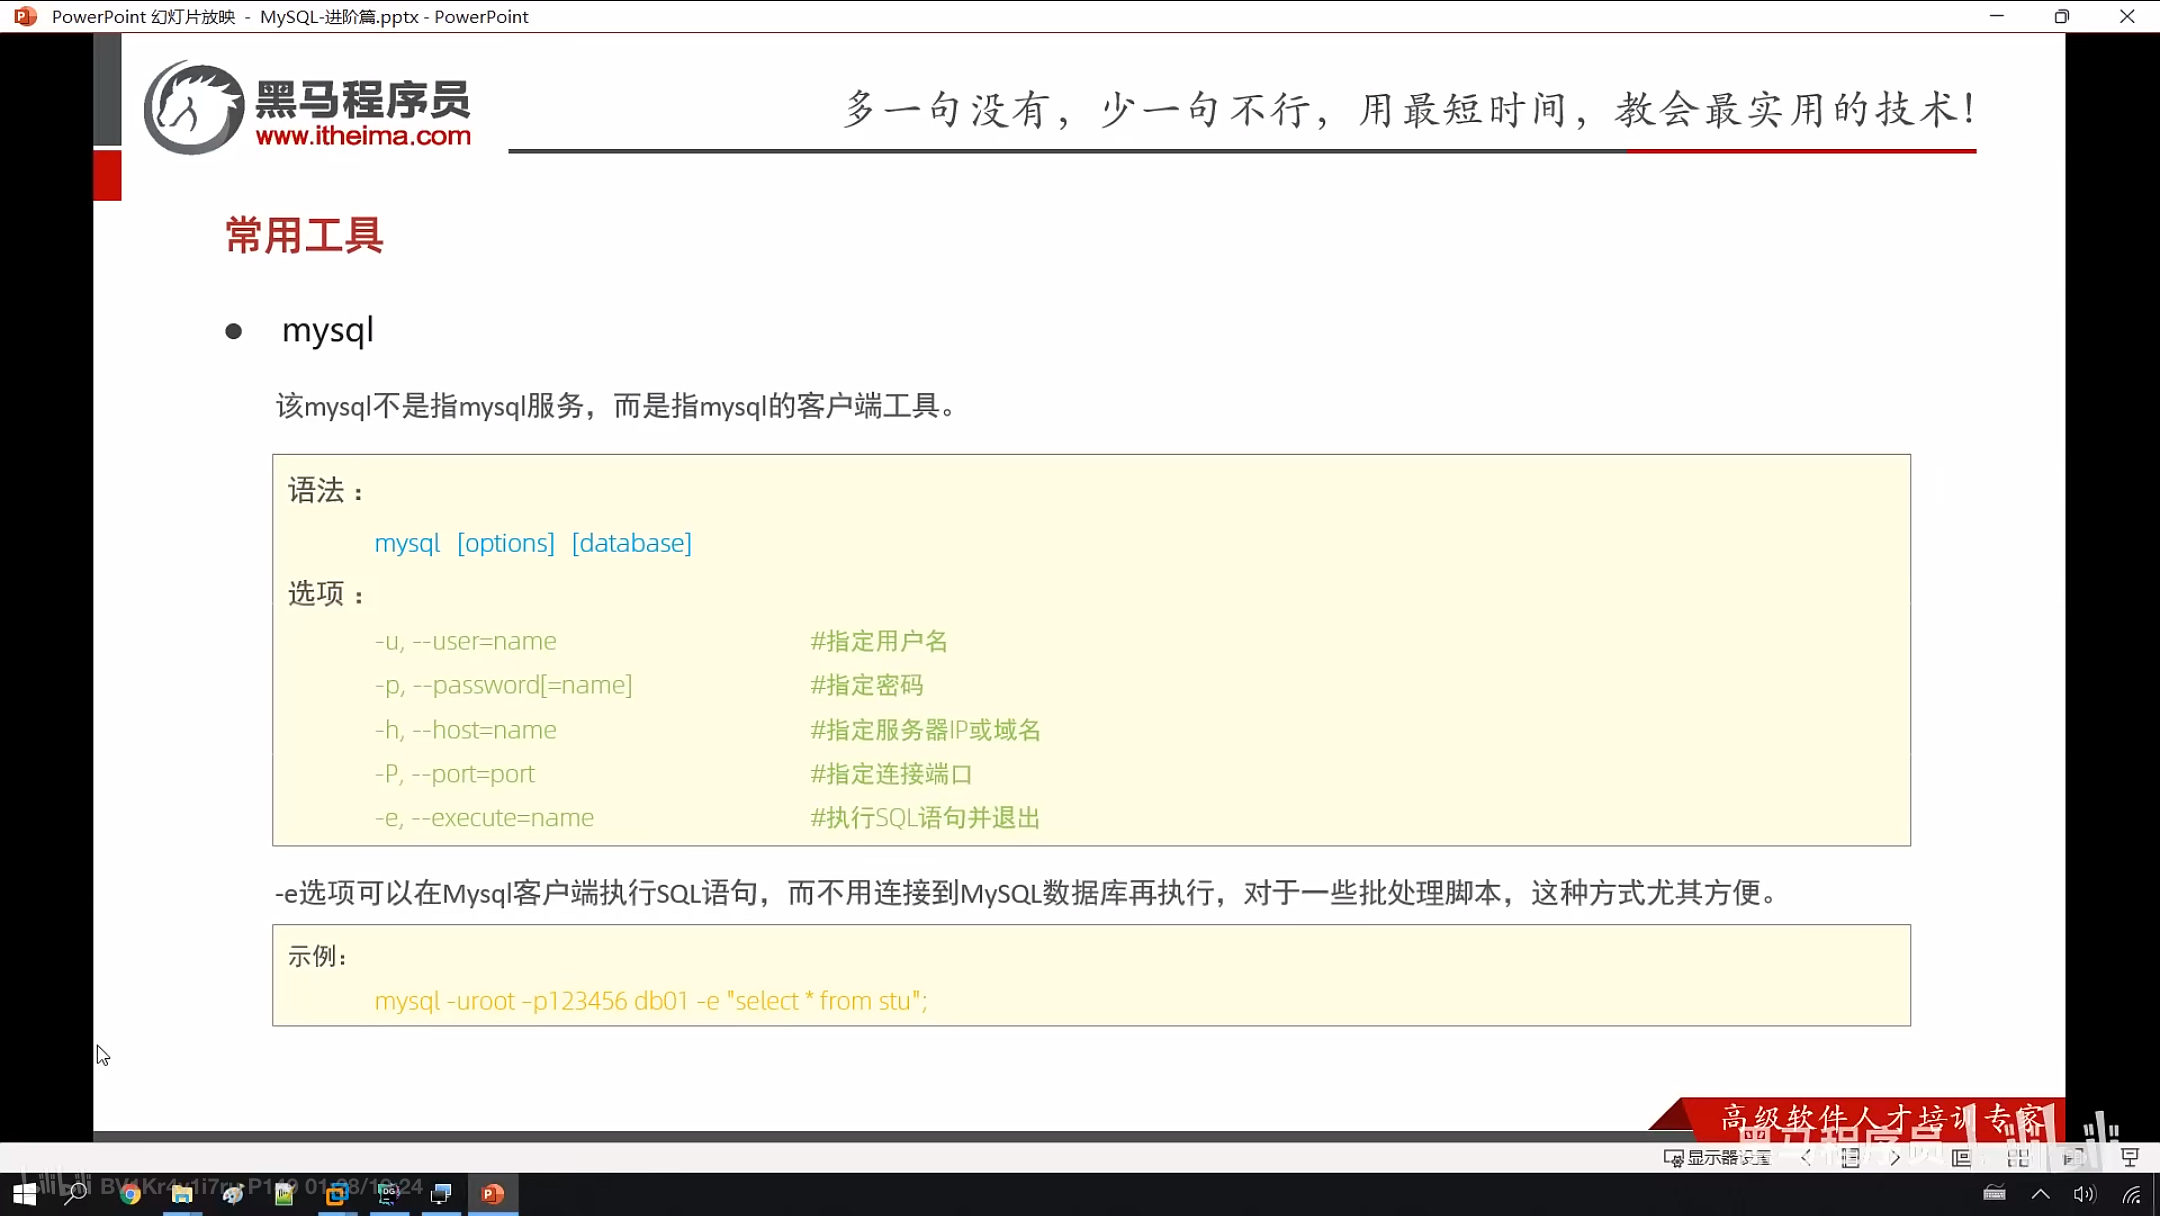 PowerPoint 幻灯片放映 - MySQL-进阶篇.pptx - PowerPoint
黑马程序员
www.itheima.com
多一句没有，少一句不行，用最短时间，教会最实用的技术！
常用工具
● mysql
该mysql不是指mysql服务，而是指mysql的客户端工具。
语法：
mysql [options] [database]
选项：
-u, --user=name #指定用户名
-p, --password[=name] #指定密码
-h, --host=name #指定服务器IP或域名
-P, --port=port #指定连接端口
-e, --execute=name #执行SQL语句并退出
-e选项可以在Mysql客户端执行SQL语句，而不用连接到MySQL数据库再执行，对于一些批处理脚本，这种方式尤其方便。
示例：
mysql -uroot -p123456 db01 -e "select * from stu";
高级软件人才培训专家
黑马程序员
显示器设置